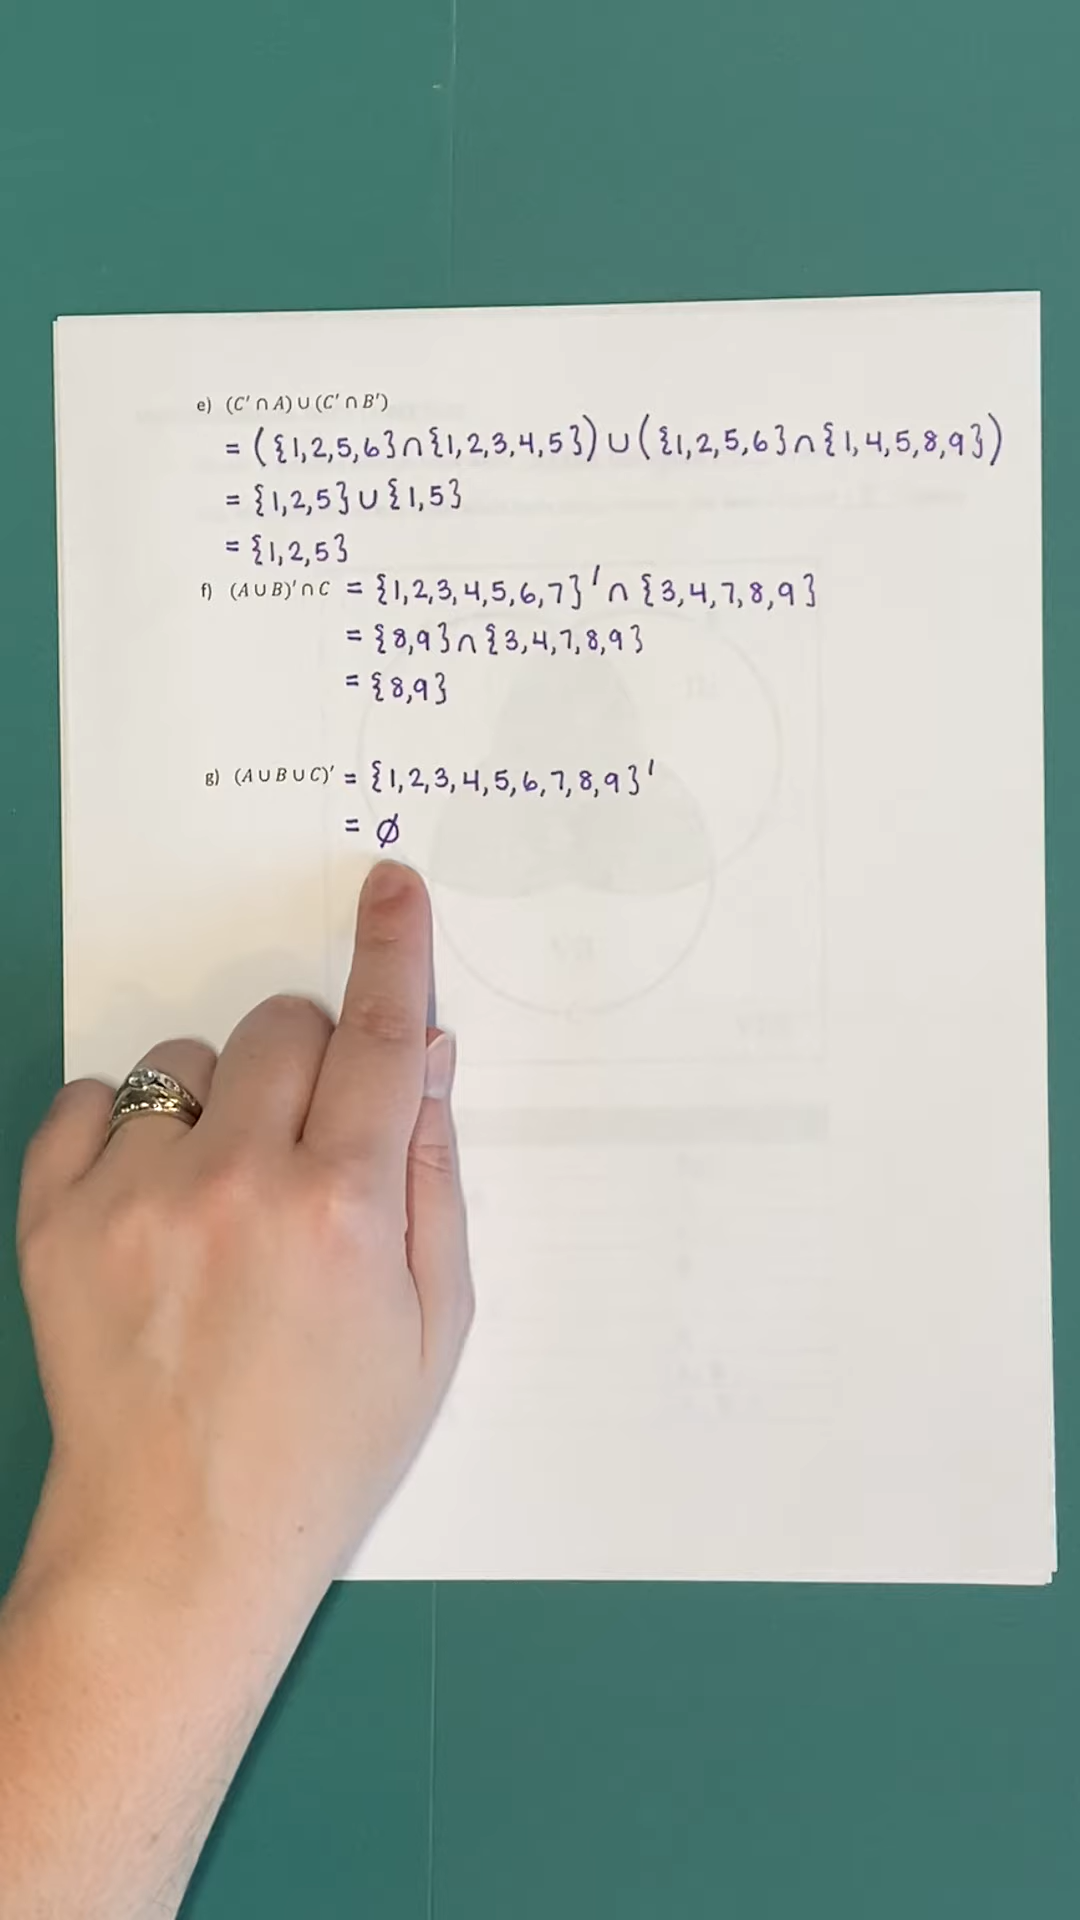 e) (C' ∩ A) ∪ (C' ∩ B')
= ({1,2,5,6}∩{1,2,3,4,5})∪({1,2,5,6}∩{1,4,5,8,9})
= {1,2,5}∪{1,5}
= {1,2,5}
f) (A ∪ B)' ∩ C = {1,2,3,4,5,6,7}'∩{3,4,7,8,9}
= {8,9}∩{3,4,7,8,9}
= {8,9}
g) (A ∪ B ∪ C)' = {1,2,3,4,5,6,7,8,9}'
= ∅